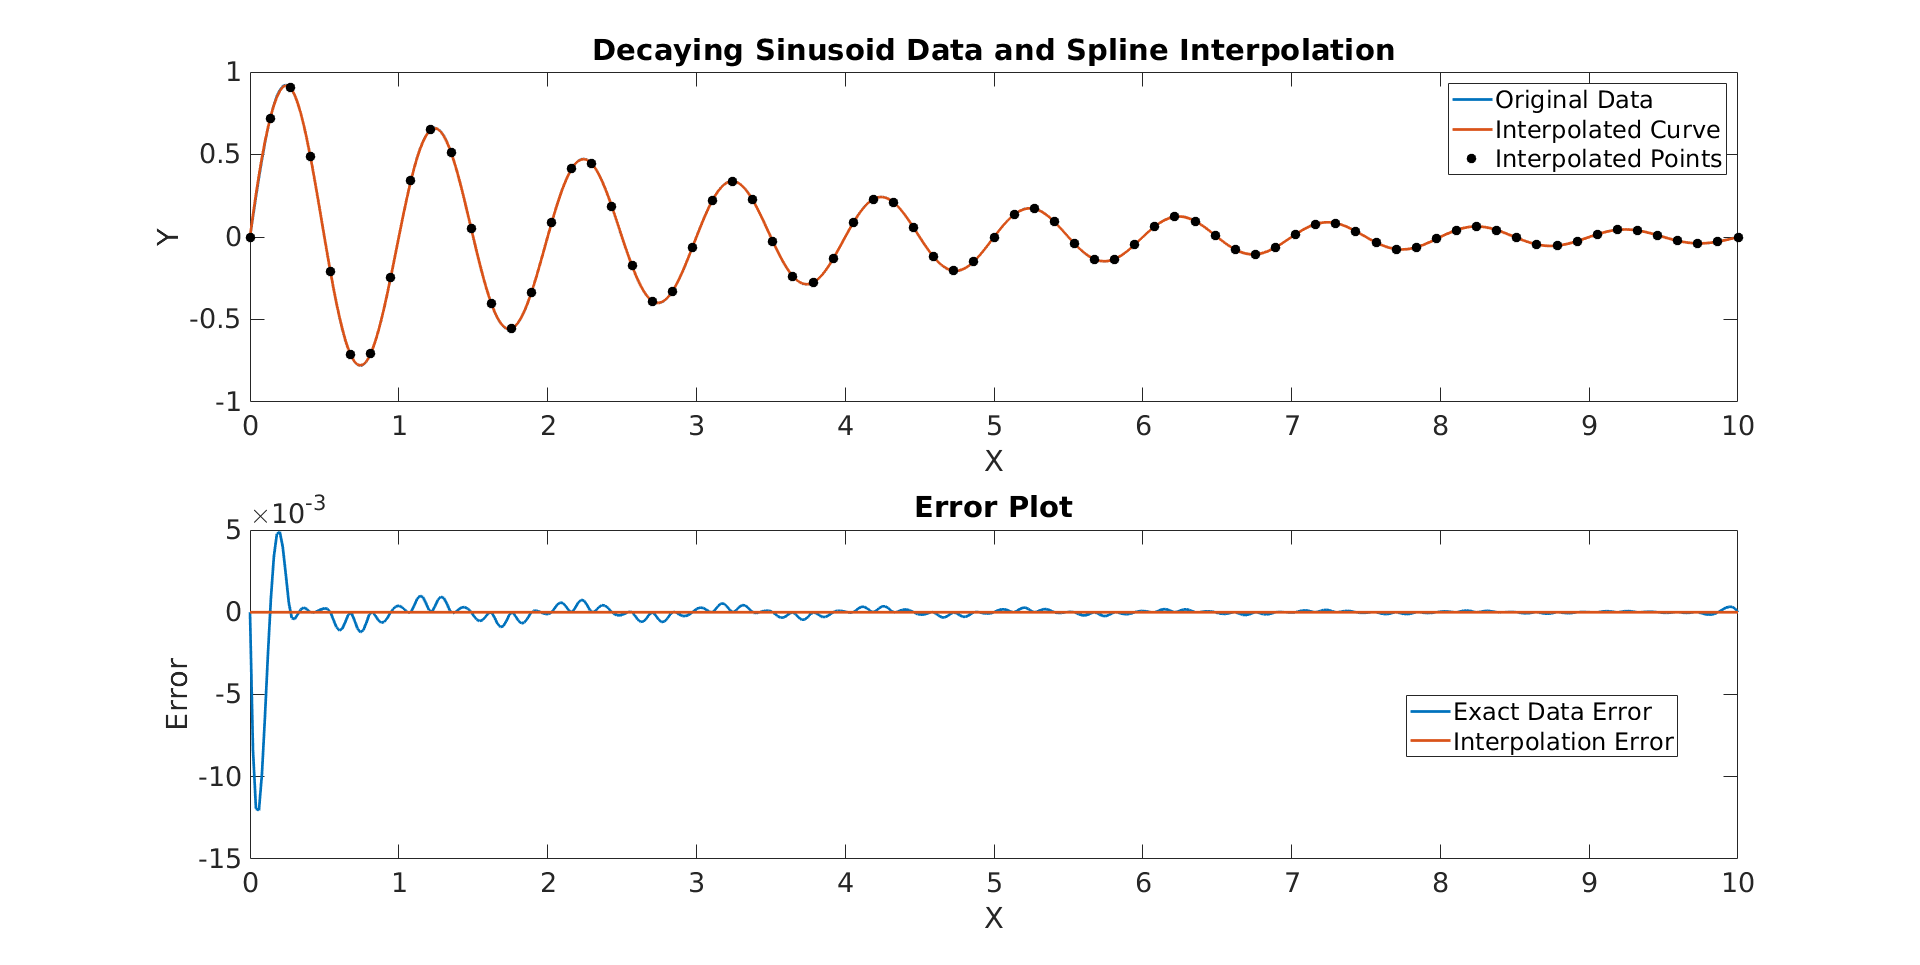 Decaying Sinusoid Data and Spline Interpolation
1
0.5
0
-0.5
-1
Y
Original Data
Interpolated Curve
Interpolated Points
0 1 2 3 4 5 6 7 8 9 10
X
Error Plot
×10-3
5
0
-5
-10
-15
Error
Exact Data Error
Interpolation Error
0 1 2 3 4 5 6 7 8 9 10
X